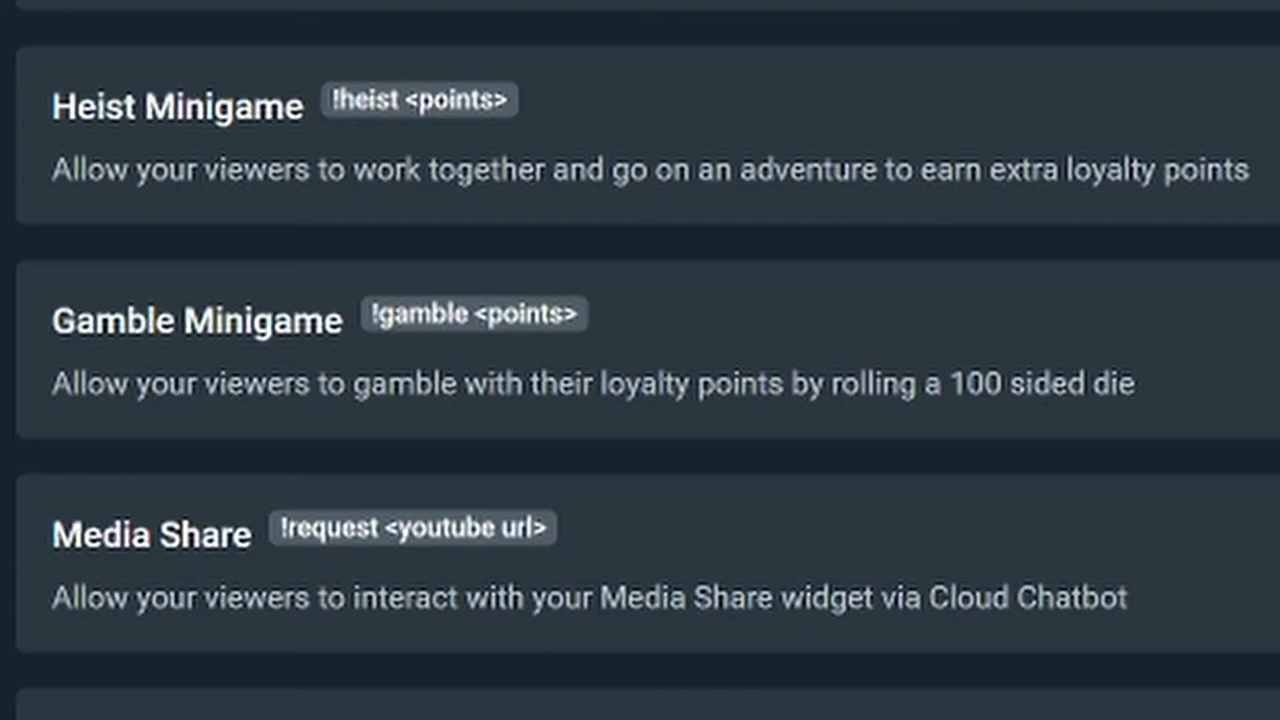 Heist Minigame !heist <points>
Allow your viewers to work together and go on an adventure to earn extra loyalty points
Gamble Minigame !gamble <points>
Allow your viewers to gamble with their loyalty points by rolling a 100 sided die
Media Share !request <youtube url>
Allow your viewers to interact with your Media Share widget via Cloud Chatbot